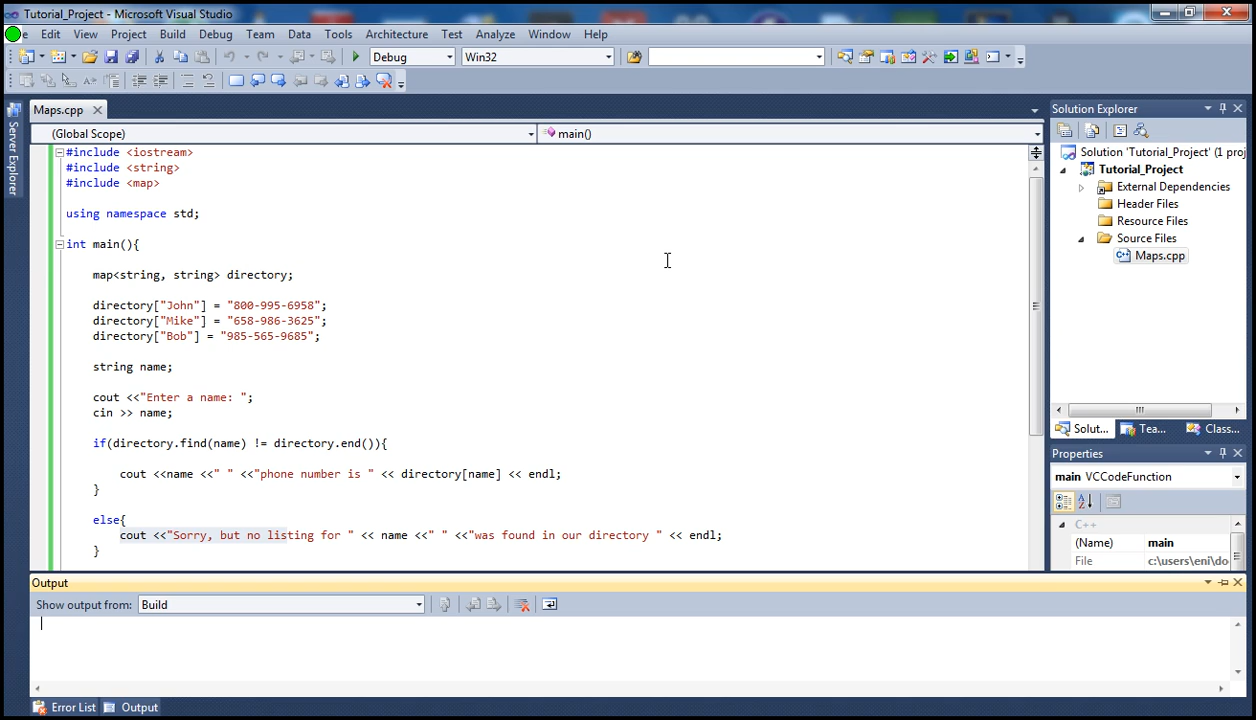 Tutorial_Project - Microsoft Visual Studio
Edit View Project Build Debug Team Data Tools Architecture Test Analyze Window Help
Debug Win32
Server Explorer
Maps.cpp
(Global Scope) main()
#include <iostream>
#include <string>
#include <map>
using namespace std;
int main(){
map<string, string> directory;
directory["John"] = "800-995-6958";
directory["Mike"] = "658-986-3625";
directory["Bob"] = "985-565-9685";
string name;
cout <<"Enter a name: ";
cin >> name;
if(directory.find(name) != directory.end()){
cout <<name <<" " <<"phone number is " << directory[name] << endl;
}
else{
cout <<"Sorry, but no listing for " << name <<" " <<"was found in our directory " << endl;
}
Solution Explorer
Solution 'Tutorial_Project' (1 proj
Tutorial_Project
External Dependencies
Header Files
Resource Files
Source Files
Maps.cpp
Solut... Tea... Class...
Properties
main VCCodeFunction
C++
(Name) main
File c:\users\eni\do
Output
Show output from: Build
Error List Output